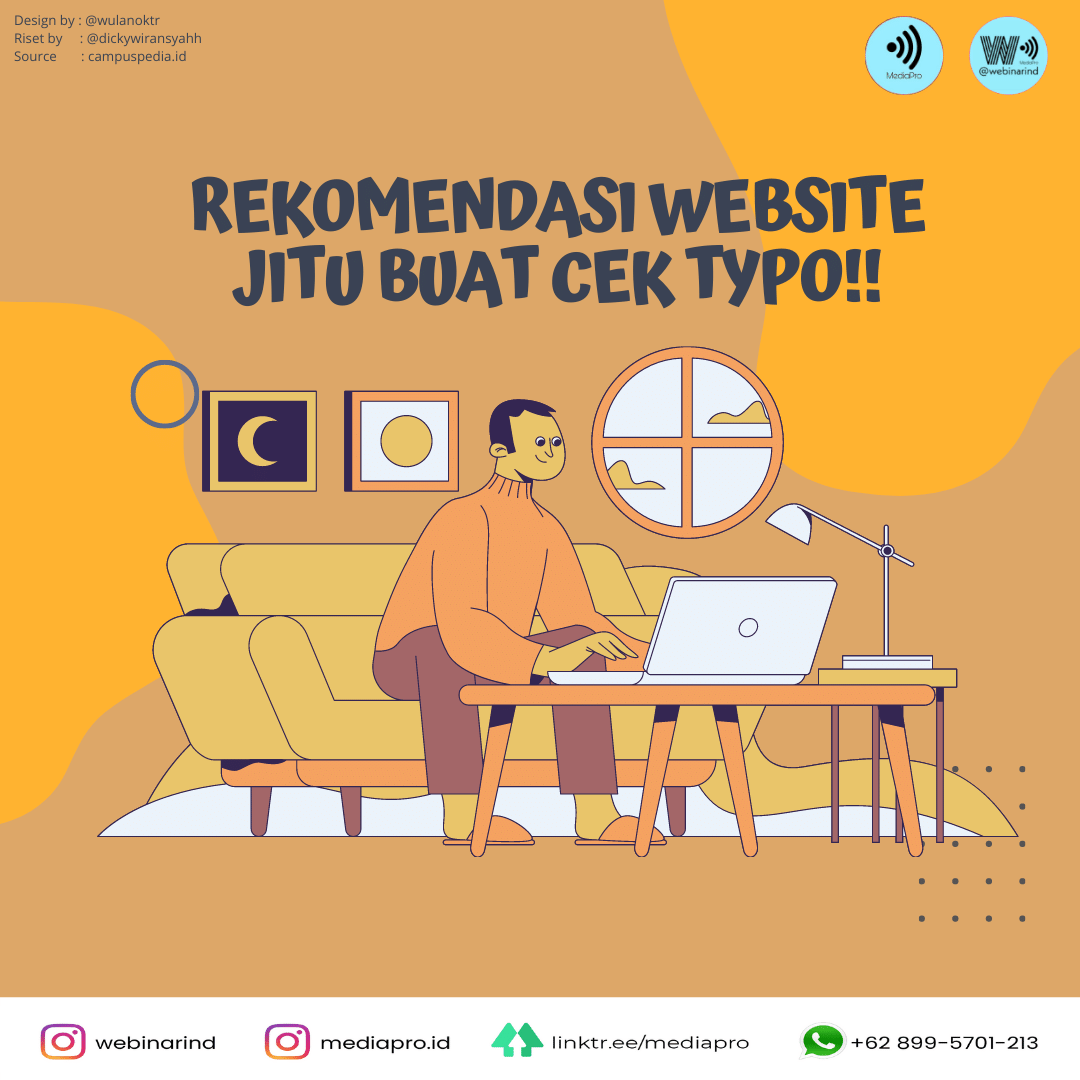 Design by : @wulanoktr
Riset by : @dickywiransyahh
Source : campuspedia.id
MediaPro
W
@webinarind
REKOMENDASI WEBSITE
JITU BUAT CEK TYPO!!
webinarind
mediapro.id
linktr.ee/mediapro
+62 899-5701-213